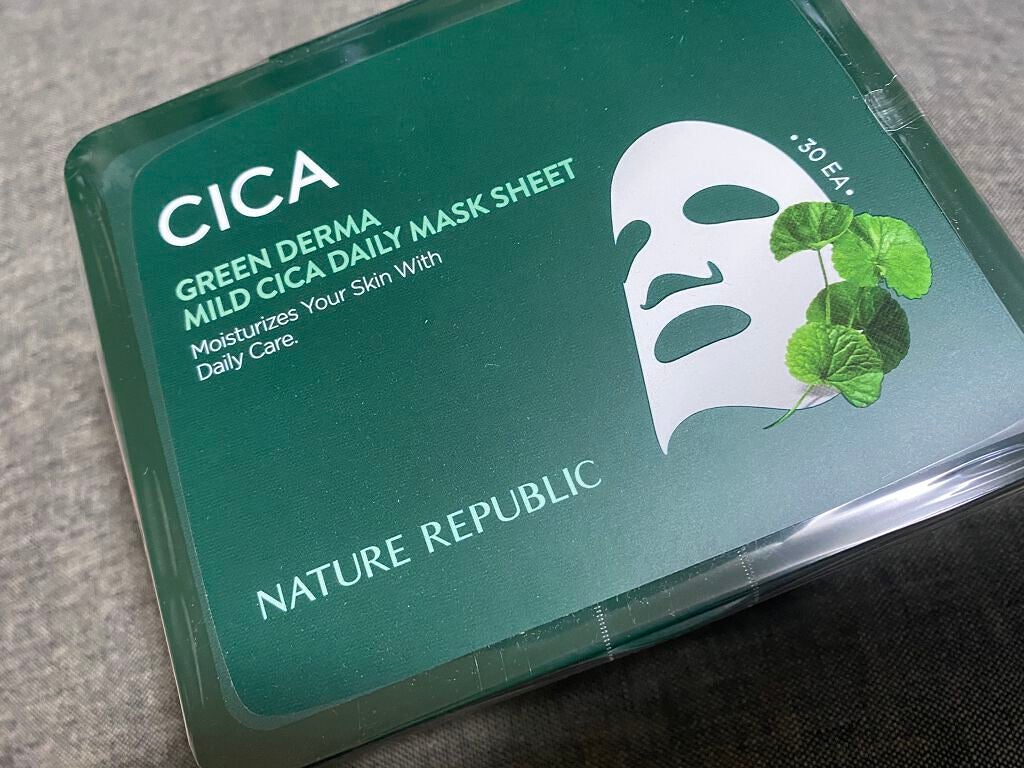 CICA
GREEN DERMA
MILD CICA DAILY MASK SHEET
Moisturizes Your Skin With
Daily Care.
•30 EA•
NATURE REPUBLIC